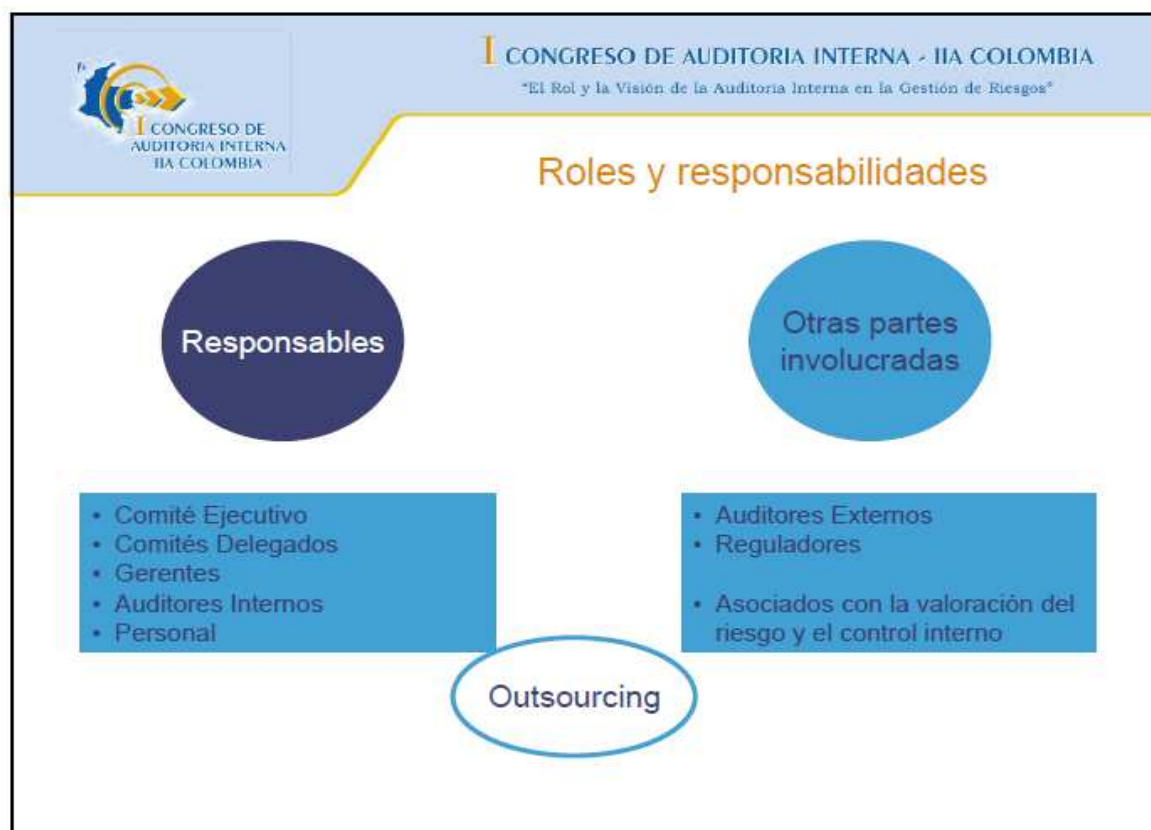 I CONGRESO DE
AUDITORIA INTERNA
IIA COLOMBIA
I CONGRESO DE AUDITORIA INTERNA - IIA COLOMBIA
"El Rol y la Visión de la Auditoria Interna en la Gestión de Riesgos"
Roles y responsabilidades
Responsables
• Comité Ejecutivo
• Comités Delegados
• Gerentes
• Auditores Internos
• Personal
Otras partes
involucradas
• Auditores Externos
• Reguladores
• Asociados con la valoración del
riesgo y el control interno
Outsourcing